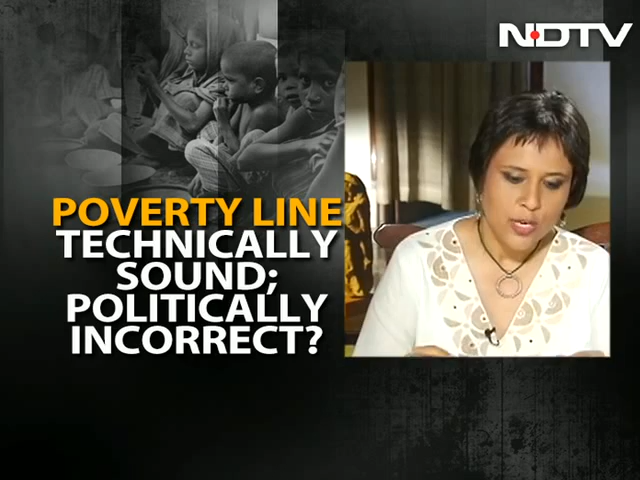 NDTV
POVERTY LINE
TECHNICALLY
SOUND;
POLITICALLY
INCORRECT?